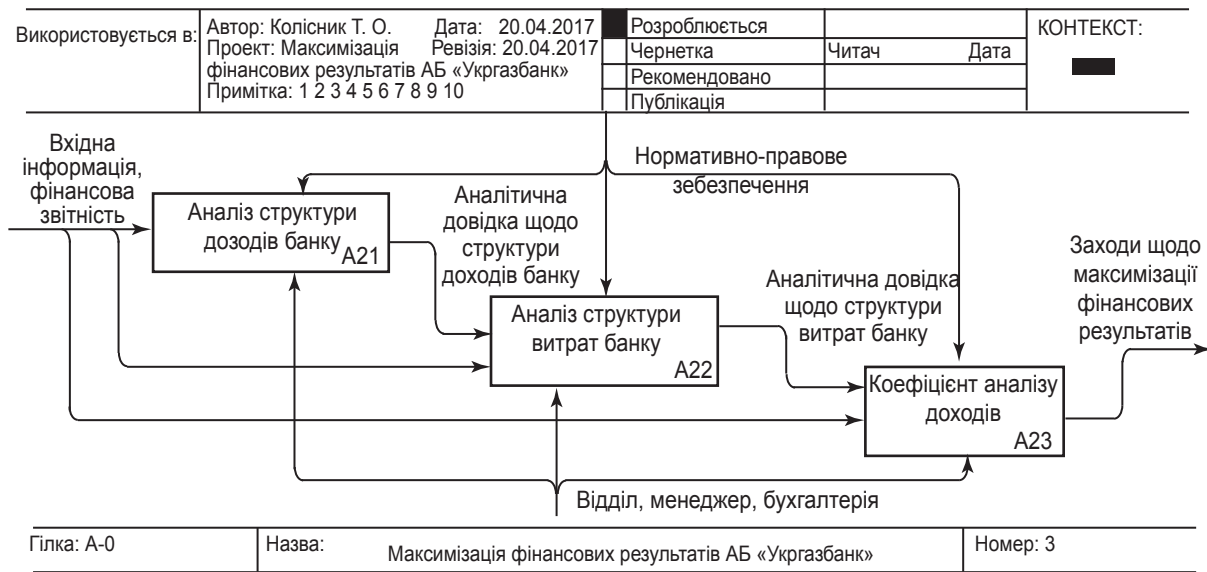 Використовується в:
Автор: Колісник Т. О. Дата: 20.04.2017
Проект: Максимізація Ревізія: 20.04.2017
фінансових результатів АБ «Укргазбанк»
Примітка: 1 2 3 4 5 6 7 8 9 10
Розроблюється
Чернетка
Рекомендовано
Публікація
Читач Дата
КОНТЕКСТ:
Вхідна
інформація,
фінансова
звітність
Нормативно-правове
зебезпечення
Аналіз структури
дозодів банку
А21
Аналітична
довідка щодо
структури
доходів банку
Аналіз структури
витрат банку
А22
Аналітична довідка
щодо структури
витрат банку
Коефіцієнт аналізу
доходів
А23
Заходи щодо
максимізації
фінансових
результатів
Відділ, менеджер, бухгалтерія
Гілка: А-0
Назва:
Максимізація фінансових результатів АБ «Укргазбанк»
Номер: 3